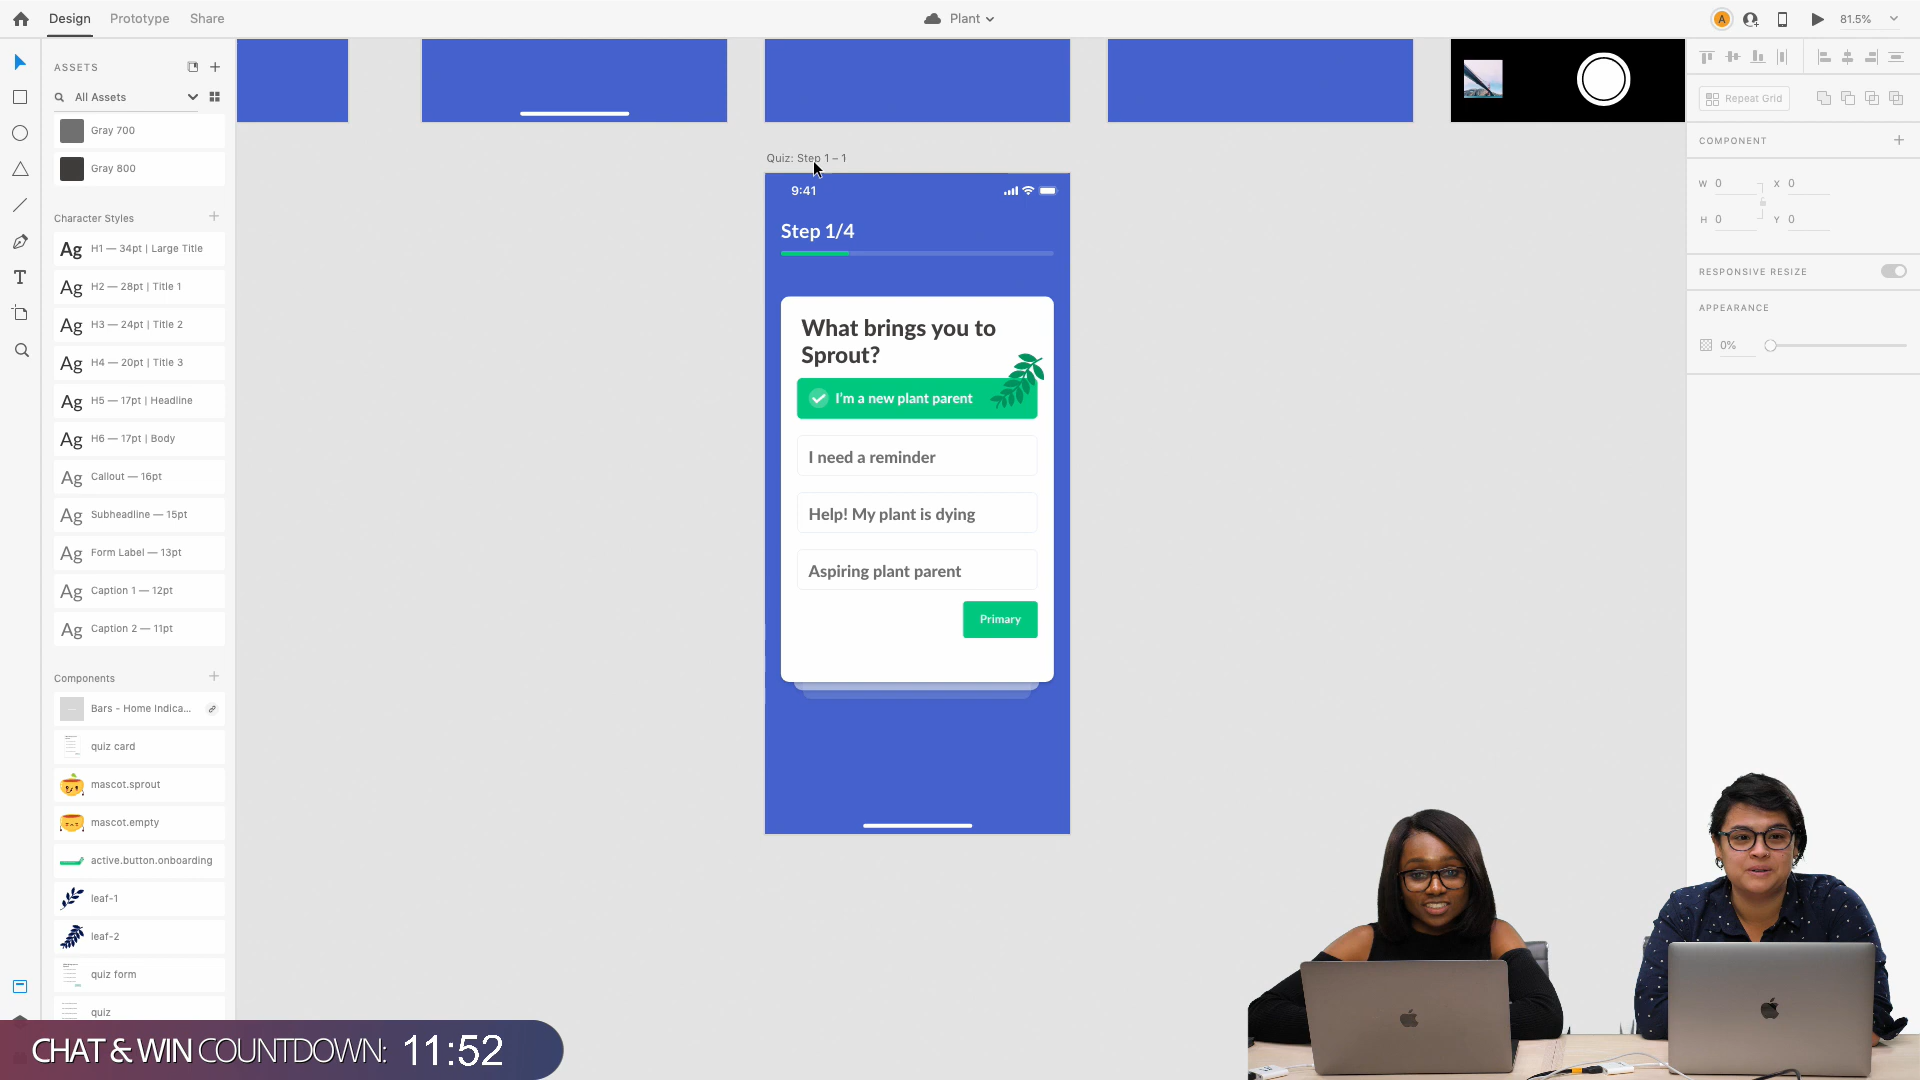 Design
Prototype
Share
Plant
A
81.5%
ASSETS
All Assets
Gray 700
Gray 800
Character Styles
Ag H1 — 34pt | Large Title
Ag H2 — 28pt | Title 1
Ag H3 — 24pt | Title 2
Ag H4 — 20pt | Title 3
Ag H5 — 17pt | Headline
Ag H6 — 17pt | Body
Ag Callout — 16pt
Ag Subheadline — 15pt
Ag Form Label — 13pt
Ag Caption 1 — 12pt
Ag Caption 2 — 11pt
Components
Bars - Home Indica...
quiz card
mascot.sprout
mascot.empty
active.button.onboarding
leaf-1
leaf-2
quiz form
quiz
Quiz: Step 1 – 1
9:41
Step 1/4
What brings you to
Sprout?
I'm a new plant parent
I need a reminder
Help! My plant is dying
Aspiring plant parent
Primary
Repeat Grid
COMPONENT
W 0 X 0
H 0 Y 0
RESPONSIVE RESIZE
APPEARANCE
0%
CHAT & WIN COUNTDOWN: 11:52